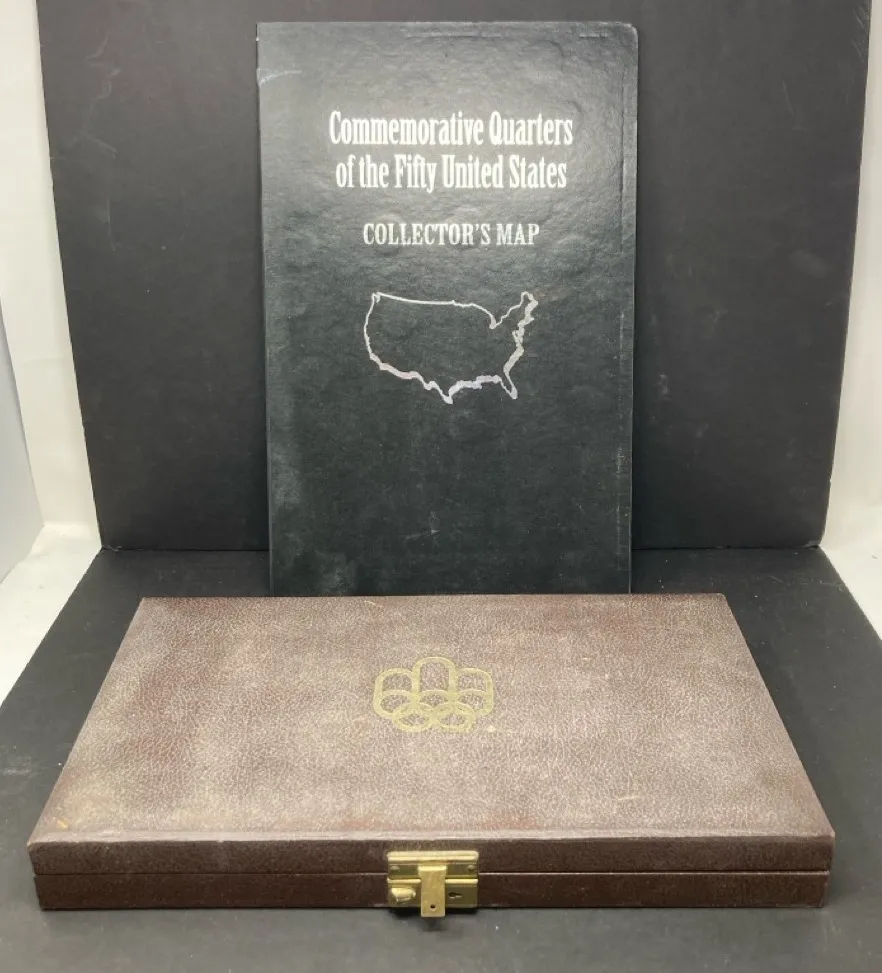 Commemorative Quarters
of the Fifty United States
COLLECTOR'S MAP